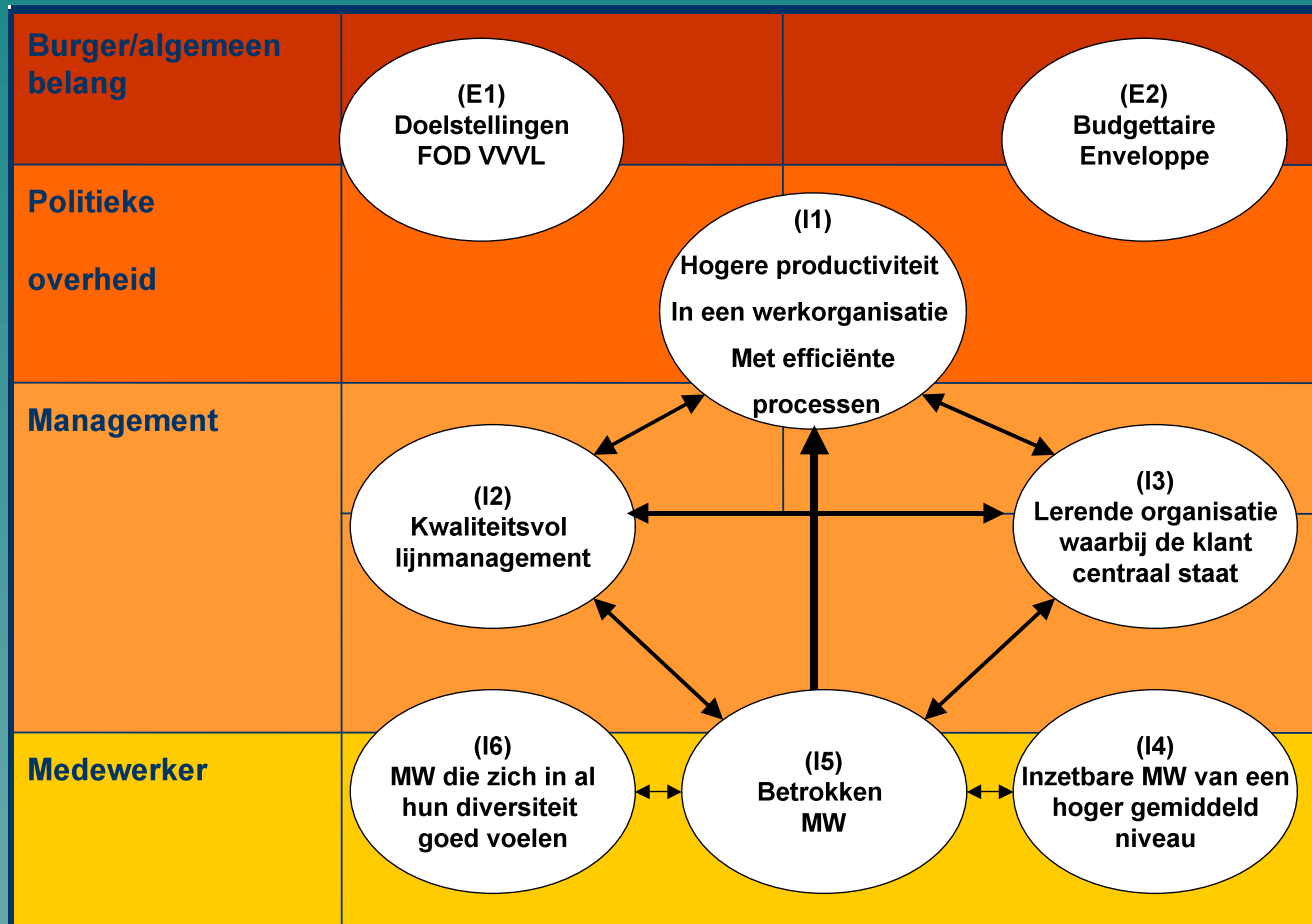 Burger/algemeen
belang
(E1)
Doelstellingen
FOD VVVL
(E2)
Budgettaire
Enveloppe
Politieke
overheid
(I1)
Hogere productiviteit
In een werkorganisatie
Met efficiënte
processen
Management
(I2)
Kwaliteitsvol
lijnmanagement
(I3)
Lerende organisatie
waarbij de klant
centraal staat
Medewerker
(I6)
MW die zich in al
hun diversiteit
goed voelen
(I5)
Betrokken
MW
(I4)
Inzetbare MW van een
hoger gemiddeld
niveau